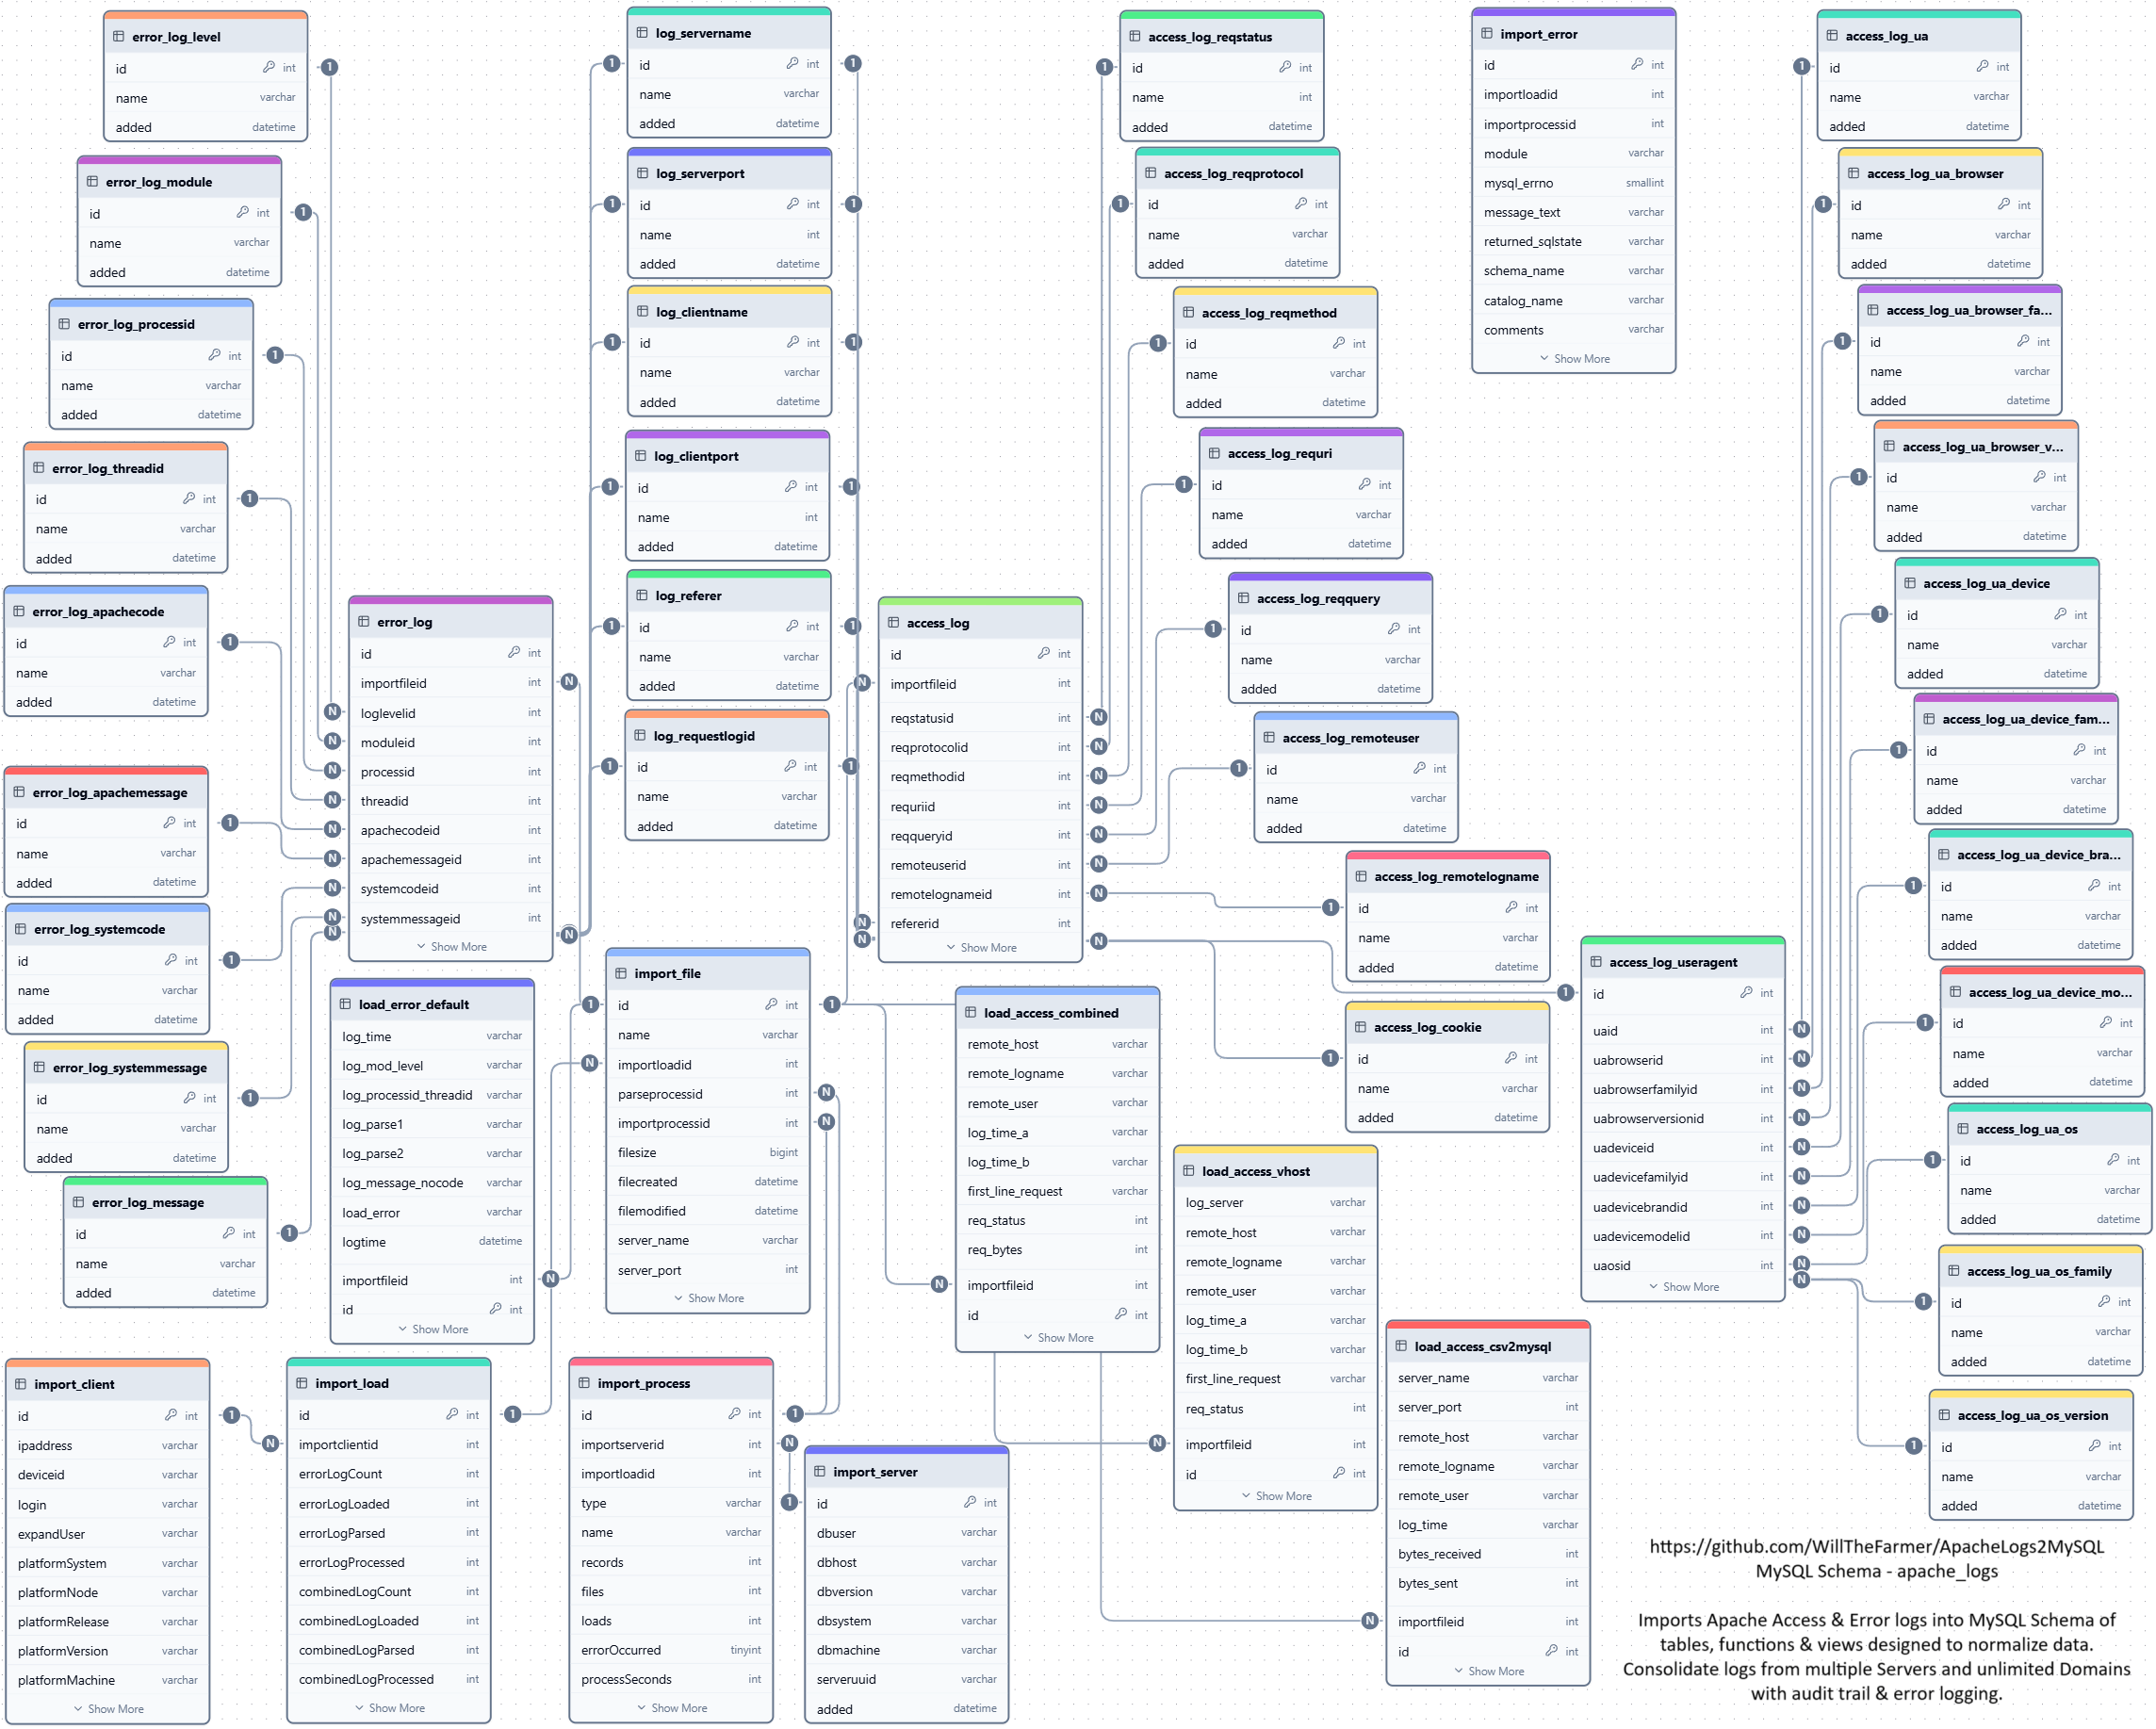 error_log_level
id int
name varchar
added datetime
error_log_module
id int
name varchar
added datetime
error_log_processid
id int
name varchar
added datetime
error_log_threadid
id int
name varchar
added datetime
error_log_apachecode
id int
name varchar
added datetime
error_log_apachemessage
id int
name varchar
added datetime
error_log_systemcode
id int
name varchar
added datetime
error_log_systemmessage
id int
name varchar
added datetime
error_log_message
id int
name varchar
added datetime
error_log
id int
importfileid int
loglevelid int
moduleid int
processid int
threadid int
apachecodeid int
apachemessageid int
systemcodeid int
systemmessageid int
Show More
load_error_default
log_time varchar
log_mod_level varchar
log_processid_threadid varchar
log_parse1 varchar
log_parse2 varchar
log_message_nocode varchar
load_error varchar
logtime datetime
importfileid int
id int
Show More
import_client
id int
ipaddress varchar
deviceid varchar
login varchar
expandUser varchar
platformSystem varchar
platformNode varchar
platformRelease varchar
platformVersion varchar
platformMachine varchar
Show More
import_load
id int
importclientid int
errorLogCount int
errorLogLoaded int
errorLogParsed int
errorLogProcessed int
combinedLogCount int
combinedLogLoaded int
combinedLogParsed int
combinedLogProcessed int
Show More
log_servername
id int
name varchar
added datetime
log_serverport
id int
name int
added datetime
log_clientname
id int
name varchar
added datetime
log_clientport
id int
name int
added datetime
log_referer
id int
name varchar
added datetime
log_requestlogid
id int
name varchar
added datetime
import_file
id int
name varchar
importloadid int
parseprocessid int
importprocessid int
filesize bigint
filecreated datetime
filemodified datetime
server_name varchar
server_port int
Show More
import_process
id int
importserverid int
importloadid int
type varchar
name varchar
records int
files int
loads int
errorOccurred tinyint
processSeconds int
Show More
import_server
id int
dbuser varchar
dbhost varchar
dbversion varchar
dbsystem varchar
dbmachine varchar
serveruuid varchar
added datetime
access_log
id int
importfileid int
reqstatusid int
reqprotocolid int
reqmethodid int
requriid int
reqqueryid int
remoteuserid int
remotelognameid int
refererid int
Show More
load_access_combined
remote_host varchar
remote_logname varchar
remote_user varchar
log_time_a varchar
log_time_b varchar
first_line_request varchar
req_status int
req_bytes int
importfileid int
id int
Show More
access_log_reqstatus
id int
name int
added datetime
access_log_reqprotocol
id int
name varchar
added datetime
access_log_reqmethod
id int
name varchar
added datetime
access_log_requri
id int
name varchar
added datetime
access_log_reqquery
id int
name varchar
added datetime
access_log_remoteuser
id int
name varchar
added datetime
access_log_remotelogname
id int
name varchar
added datetime
access_log_cookie
id int
name varchar
added datetime
load_access_vhost
log_server varchar
remote_host varchar
remote_logname varchar
remote_user varchar
log_time_a varchar
log_time_b varchar
first_line_request varchar
req_status int
importfileid int
id int
Show More
load_access_csv2mysql
server_name varchar
server_port int
remote_host varchar
remote_logname varchar
remote_user varchar
log_time varchar
bytes_received int
bytes_sent int
importfileid int
id int
Show More
import_error
id int
importloadid int
importprocessid int
module varchar
mysql_errno smallint
message_text varchar
returned_sqlstate varchar
schema_name varchar
catalog_name varchar
comments varchar
Show More
access_log_useragent
id int
uaid int
uabrowserid int
uabrowserfamilyid int
uabrowserversionid int
uadeviceid int
uadevicefamilyid int
uadevicebrandid int
uadevicemodelid int
uaosid int
Show More
access_log_ua
id int
name varchar
added datetime
access_log_ua_browser
id int
name varchar
added datetime
access_log_ua_browser_fa...
id int
name varchar
added datetime
access_log_ua_browser_v...
id int
name varchar
added datetime
access_log_ua_device
id int
name varchar
added datetime
access_log_ua_device_fam...
id int
name varchar
added datetime
access_log_ua_device_bra...
id int
name varchar
added datetime
access_log_ua_device_mo...
id int
name varchar
added datetime
access_log_ua_os
id int
name varchar
added datetime
access_log_ua_os_family
id int
name varchar
added datetime
access_log_ua_os_version
id int
name varchar
added datetime
https://github.com/WillTheFarmer/ApacheLogs2MySQL
MySQL Schema - apache_logs
Imports Apache Access & Error logs into MySQL Schema of
tables, functions & views designed to normalize data.
Consolidate logs from multiple Servers and unlimited Domains
with audit trail & error logging.